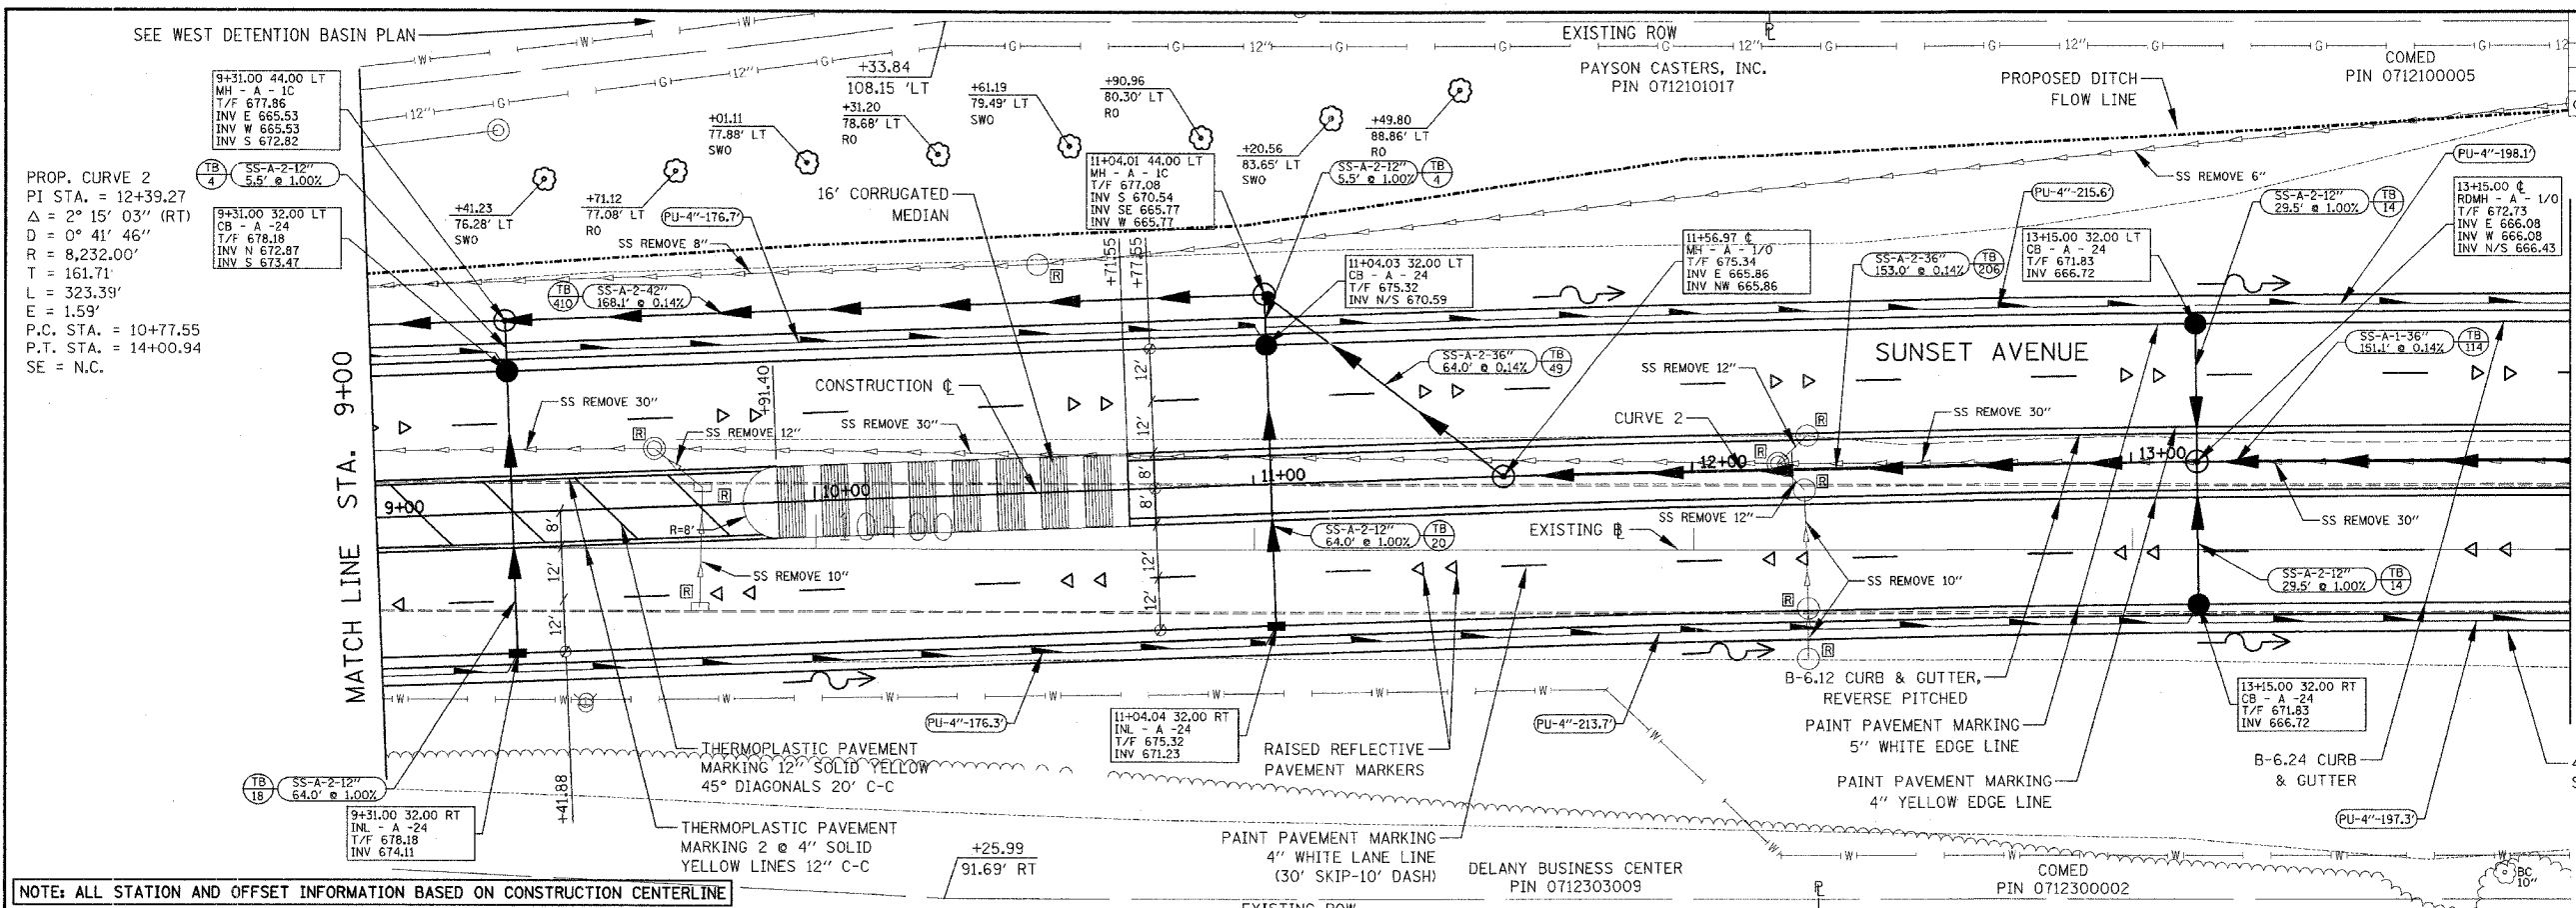 SEE WEST DETENTION BASIN PLAN
EXISTING ROW
PAYSON CASTERS, INC.
PIN 0712101017
COMED
PIN 0712100005
PROPOSED DITCH
FLOW LINE
9+31.00 44.00 LT
MH - A - 1C
T/F 677.86
INV E 665.53
INV W 665.53
INV S 672.82
TB
4
SS-A-2-12"
5.5' @ 1.00%
9+31.00 32.00 LT
CB - A -24
T/F 678.18
INV N 672.87
INV S 673.47
PROP. CURVE 2
PI STA. = 12+39.27
Δ = 2° 15' 03" (RT)
D = 0° 41' 46"
R = 8,232.00'
T = 161.71'
L = 323.39'
E = 1.59'
P.C. STA. = 10+77.55
P.T. STA. = 14+00.94
SE = N.C.
+33.84
108.15 'LT
+41.23
76.28' LT
SWO
+71.12
77.08' LT
RO
+01.11
77.88' LT
SWO
+31.20
78.68' LT
RO
+61.19
79.49' LT
SWO
+90.96
80.30' LT
RO
+20.56
83.65' LT
SWO
+49.80
88.86' LT
RO
11+04.01 44.00 LT
MH - A - 1C
T/F 677.08
INV S 670.54
INV SE 665.77
INV W 665.77
SS-A-2-12"
5.5' @ 1.00%
TB
4
16' CORRUGATED
MEDIAN
PU-4"-176.7'
SS REMOVE 8"
+71.55
+77.55
TB
410
SS-A-2-42"
168.1' @ 0.14%
11+04.03 32.00 LT
CB - A - 24
T/F 675.32
INV N/S 670.59
11+56.97 ℄
MH - A - 1/0
T/F 675.34
INV E 665.86
INV NW 665.86
SS-A-2-36"
153.0' @ 0.14%
TB
206
PU-4"-215.6'
13+15.00 32.00 LT
CB - A - 24
T/F 671.83
INV 666.72
SS-A-2-12"
29.5' @ 1.00%
TB
14
SS REMOVE 6"
PU-4"-198.1'
13+15.00 ℄
RDMH - A - 1/0
T/F 672.73
INV E 666.08
INV W 666.08
INV N/S 666.43
SUNSET AVENUE
SS-A-1-36"
151.1' @ 0.14%
TB
114
SS-A-2-36"
64.0' @ 0.14%
TB
49
MATCH LINE STA. 9+00
CONSTRUCTION ℄
+91.40
SS REMOVE 30"
SS REMOVE 12"
SS REMOVE 30"
SS REMOVE 12"
CURVE 2
SS REMOVE 30"
9+00
10+00
11+00
12+00
13+00
R=8'
8'
12'
12'
12'
12'
8'
8'
12'
12'
SS REMOVE 10"
SS-A-2-12"
64.0' @ 1.00%
TB
20
EXISTING ⅊
SS REMOVE 12"
SS REMOVE 10"
SS REMOVE 30"
SS-A-2-12"
29.5' @ 1.00%
TB
14
B-6.12 CURB & GUTTER,
REVERSE PITCHED
PAINT PAVEMENT MARKING
5" WHITE EDGE LINE
PAINT PAVEMENT MARKING
4" YELLOW EDGE LINE
13+15.00 32.00 RT
CB - A -24
T/F 671.83
INV 666.72
B-6.24 CURB
& GUTTER
PU-4"-197.3'
PU-4"-176.3'
11+04.04 32.00 RT
INL - A -24
T/F 675.32
INV 671.23
RAISED REFLECTIVE
PAVEMENT MARKERS
PU-4"-213.7'
THERMOPLASTIC PAVEMENT
MARKING 12" SOLID YELLOW
45° DIAGONALS 20' C-C
TB
18
SS-A-2-12"
64.0' @ 1.00%
9+31.00 32.00 RT
INL - A -24
T/F 678.18
INV 674.11
+41.88
THERMOPLASTIC PAVEMENT
MARKING 2 @ 4" SOLID
YELLOW LINES 12" C-C
+25.99
91.69' RT
PAINT PAVEMENT MARKING
4" WHITE LANE LINE
(30' SKIP-10' DASH)
DELANY BUSINESS CENTER
PIN 0712303009
COMED
PIN 0712300002
BC
10"
NOTE: ALL STATION AND OFFSET INFORMATION BASED ON CONSTRUCTION CENTERLINE
EXISTING ROW